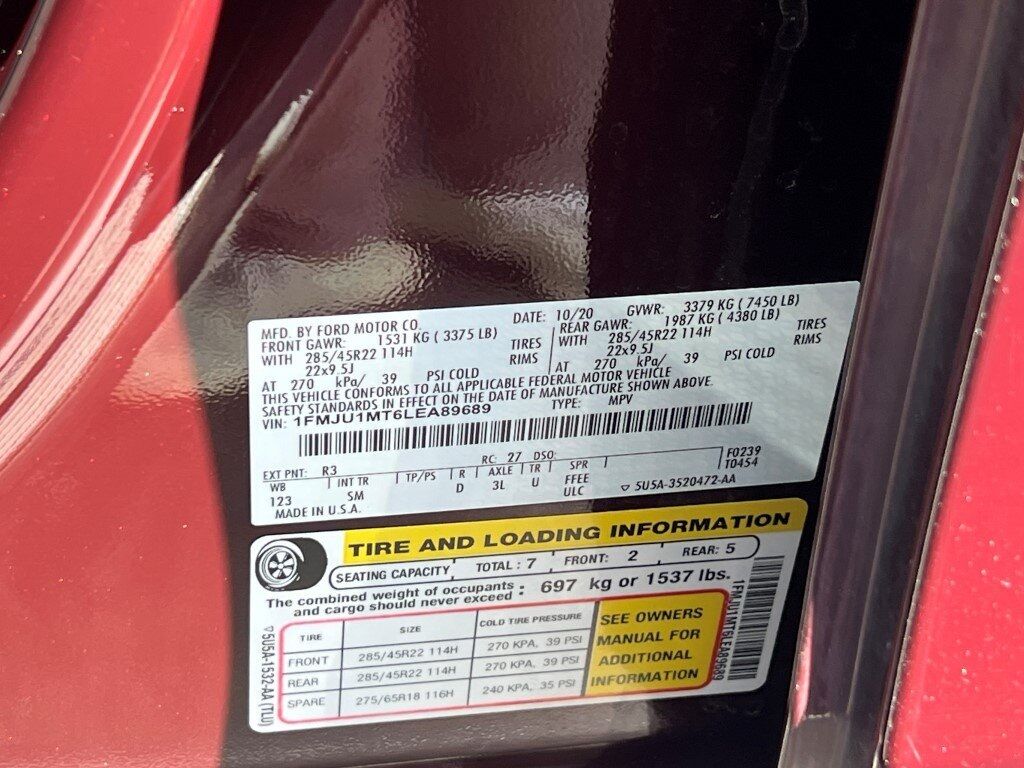 MFD. BY FORD MOTOR CO. DATE: 10/20 GVWR: 3379 KG ( 7450 LB)
FRONT GAWR: 1531 KG ( 3375 LB) REAR GAWR: 1987 KG ( 4380 LB)
WITH 285/45R22 114H TIRES WITH 285/45R22 114H TIRES
22x9.5J RIMS 22x9.5J RIMS
AT 270 kPa/ 39 PSI COLD AT 270 kPa/ 39 PSI COLD
THIS VEHICLE CONFORMS TO ALL APPLICABLE FEDERAL MOTOR VEHICLE
SAFETY STANDARDS IN EFFECT ON THE DATE OF MANUFACTURE SHOWN ABOVE.
VIN: 1FMJU1MT6LEA89689 TYPE: MPV
EXT PNT: R3 RC: 27 DSO: F0239
WB INT TR TP/PS R AXLE TR SPR T0454
123 SM D 3L U FFEE
ULC ▽ 5U5A-3520472-AA
MADE IN U.S.A.
TIRE AND LOADING INFORMATION
SEATING CAPACITY TOTAL : 7 FRONT: 2 REAR: 5
The combined weight of occupants and cargo should never exceed : 697 kg or 1537 lbs.
TIRE SIZE COLD TIRE PRESSURE
FRONT 285/45R22 114H 270 KPA, 39 PSI
REAR 285/45R22 114H 270 KPA, 39 PSI
SPARE 275/65R18 116H 240 KPA, 35 PSI
SEE OWNERS
MANUAL FOR
ADDITIONAL
INFORMATION
▽5U5A-1532-AA (TLU)
1FMJU1MT6LEA89689